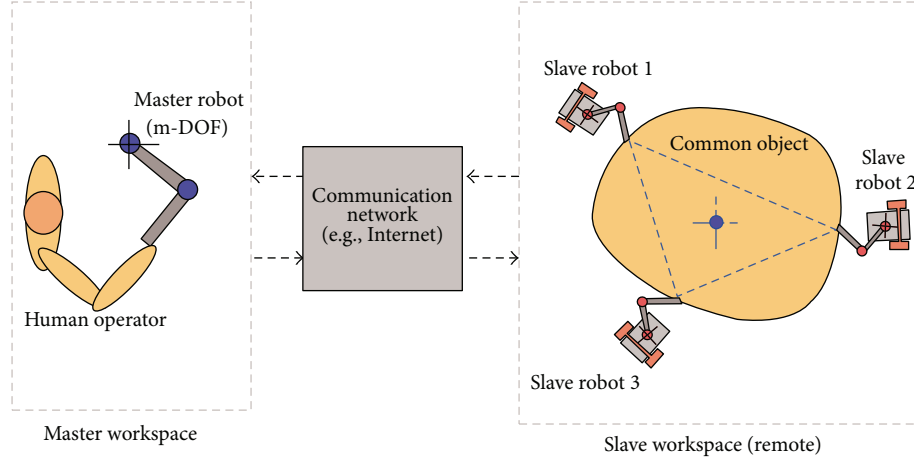 Master robot
(m-DOF)
Human operator
Master workspace
Communication
network
(e.g., Internet)
Slave robot 1
Common object
Slave
robot 2
Slave robot 3
Slave workspace (remote)